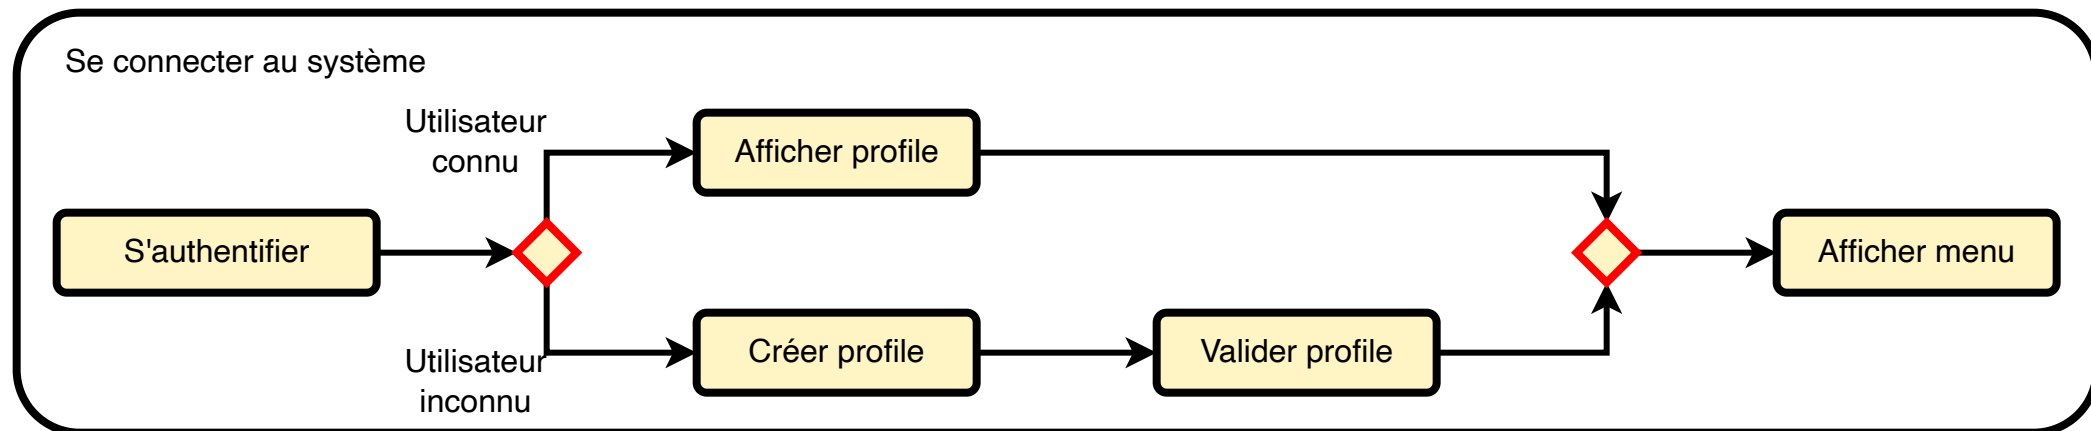 Se connecter au système
Utilisateur
connu
Afficher profile
S'authentifier
Afficher menu
Créer profile
Valider profile
Utilisateur
inconnu